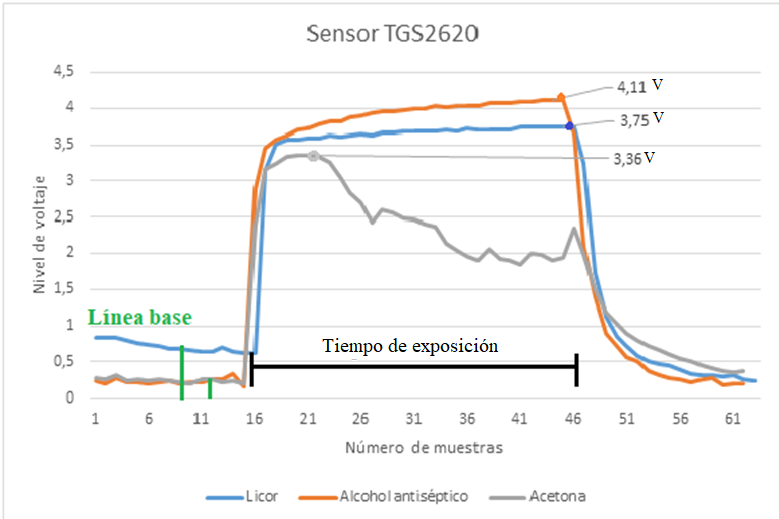 Sensor TGS2620
Nivel de voltaje
4,5
4
3,5
3
2,5
2
1,5
1
0,5
0
4,11 V
3,75 V
3,36 V
Línea base
Tiempo de exposición
1 6 11 16 21 26 31 36 41 46 51 56 61
Número de muestras
Licor Alcohol antiséptico Acetona